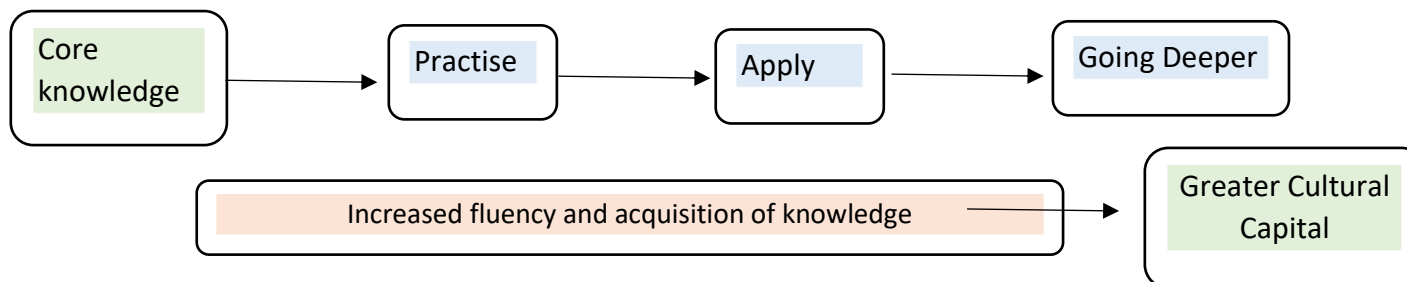 Core
knowledge
Practise
Apply
Going Deeper
Increased fluency and acquisition of knowledge
Greater Cultural
Capital